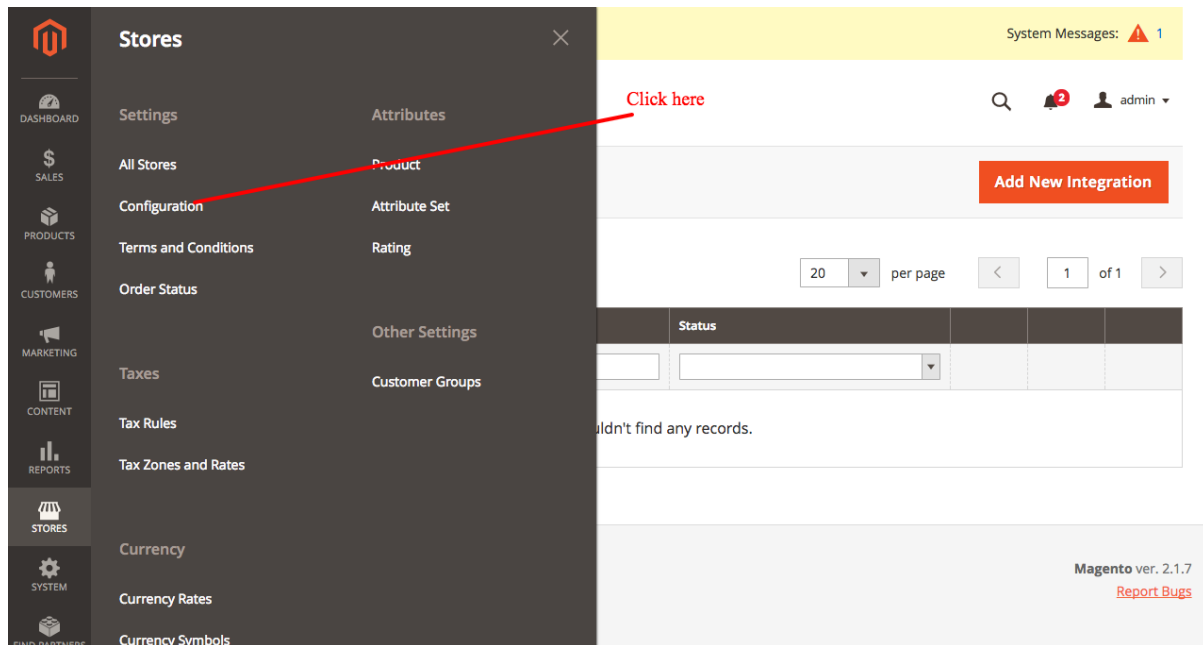 DASHBOARD
SALES
PRODUCTS
CUSTOMERS
MARKETING
CONTENT
REPORTS
STORES
SYSTEM
FIND PARTNERS
Stores
Settings
All Stores
Configuration
Terms and Conditions
Order Status
Taxes
Tax Rules
Tax Zones and Rates
Currency
Currency Rates
Currency Symbols
Attributes
Product
Attribute Set
Rating
Other Settings
Customer Groups
System Messages: 1
Click here
2
admin
Add New Integration
20 per page
1 of 1
Status
uldn't find any records.
Magento ver. 2.1.7
Report Bugs